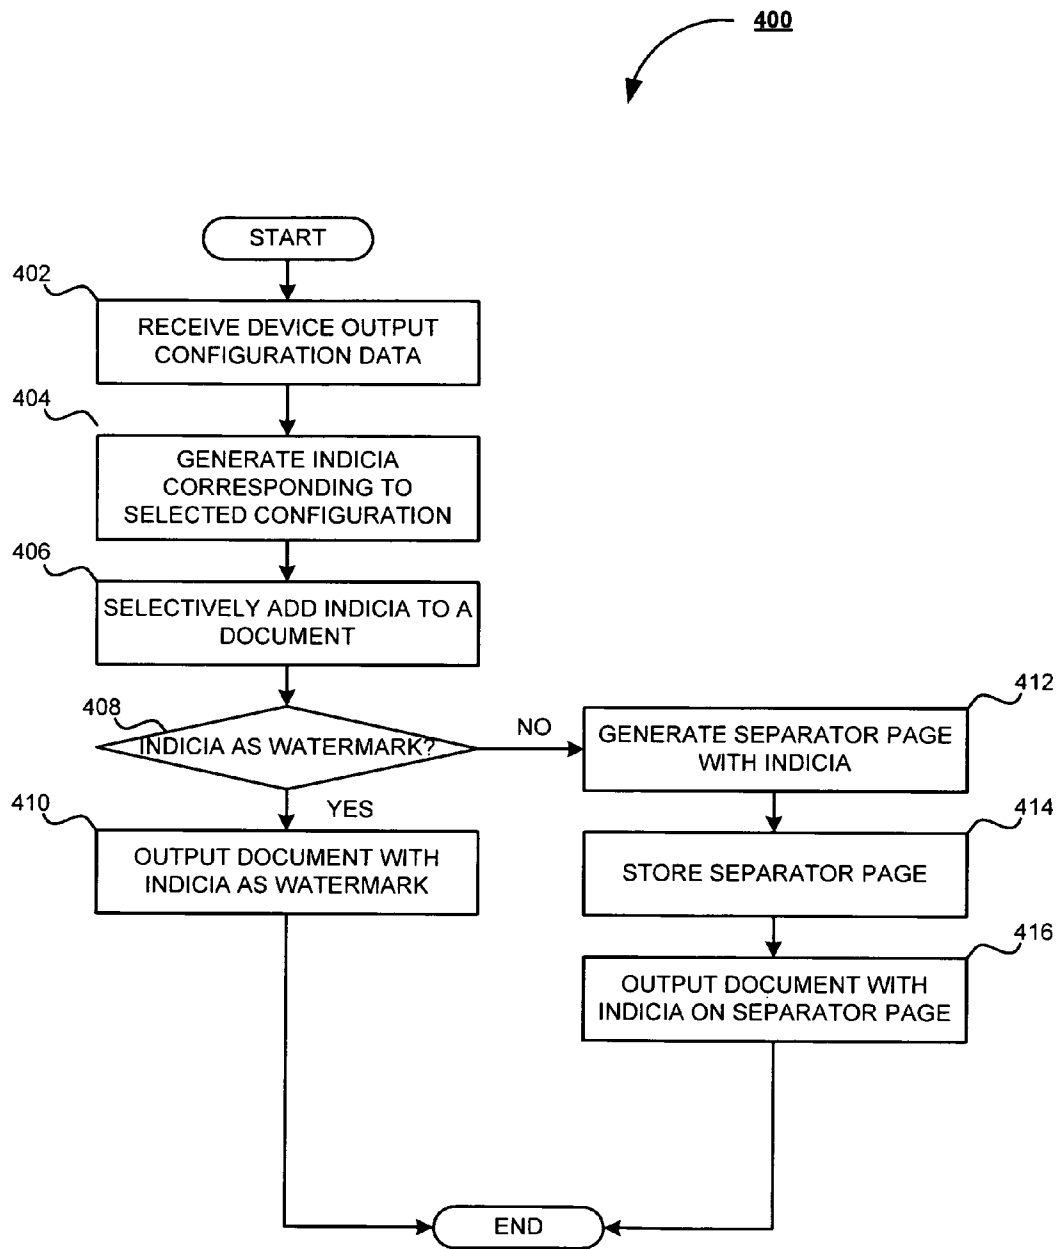 400
START
402
RECEIVE DEVICE OUTPUT
CONFIGURATION DATA
404
GENERATE INDICIA
CORRESPONDING TO
SELECTED CONFIGURATION
406
SELECTIVELY ADD INDICIA TO A
DOCUMENT
408
INDICIA AS WATERMARK?
NO
YES
410
OUTPUT DOCUMENT WITH
INDICIA AS WATERMARK
412
GENERATE SEPARATOR PAGE
WITH INDICIA
414
STORE SEPARATOR PAGE
416
OUTPUT DOCUMENT WITH
INDICIA ON SEPARATOR PAGE
END